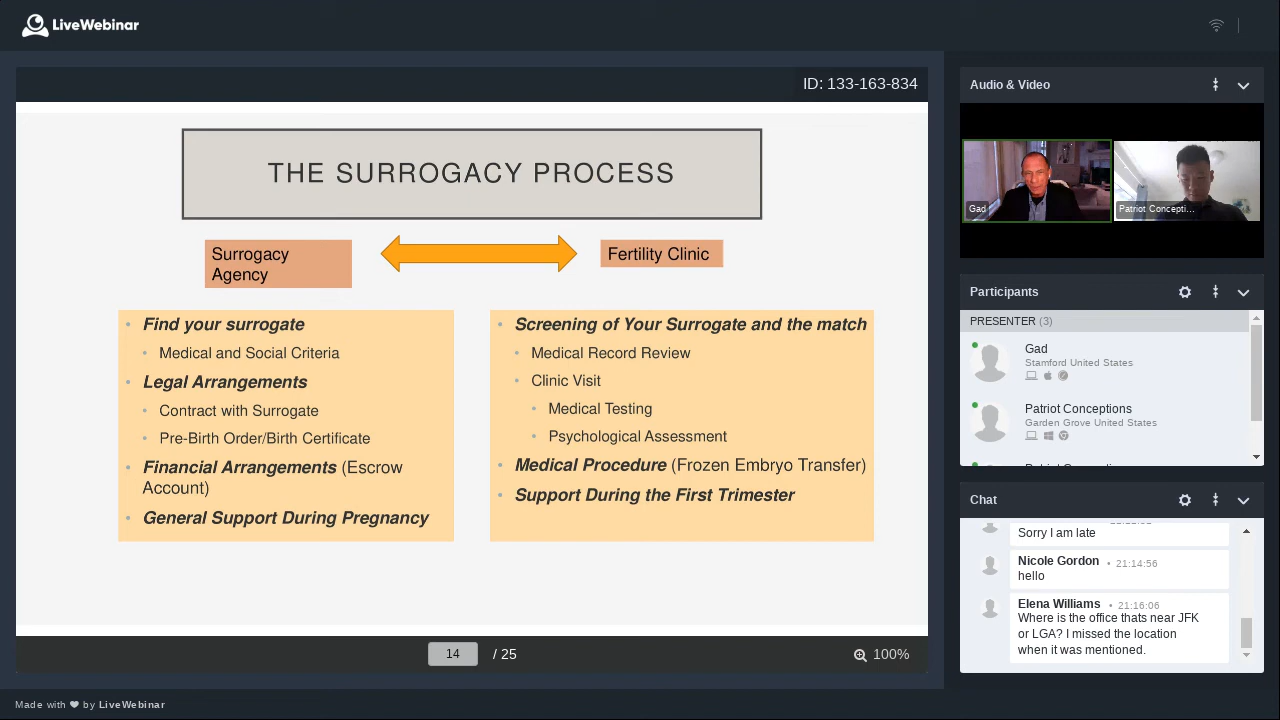 LiveWebinar
ID: 133-163-834
THE SURROGACY PROCESS
Surrogacy
Agency
Fertility Clinic
• Find your surrogate
• Medical and Social Criteria
• Legal Arrangements
• Contract with Surrogate
• Pre-Birth Order/Birth Certificate
• Financial Arrangements (Escrow
Account)
• General Support During Pregnancy
• Screening of Your Surrogate and the match
• Medical Record Review
• Clinic Visit
• Medical Testing
• Psychological Assessment
• Medical Procedure (Frozen Embryo Transfer)
• Support During the First Trimester
14 / 25
100%
Audio & Video
Gad
Patriot Concepti...
Participants
PRESENTER (3)
Gad
Stamford United States
Patriot Conceptions
Garden Grove United States
Chat
Sorry I am late
Nicole Gordon • 21:14:56
hello
Elena Williams • 21:16:06
Where is the office thats near JFK
or LGA? I missed the location
when it was mentioned.
Made with by LiveWebinar